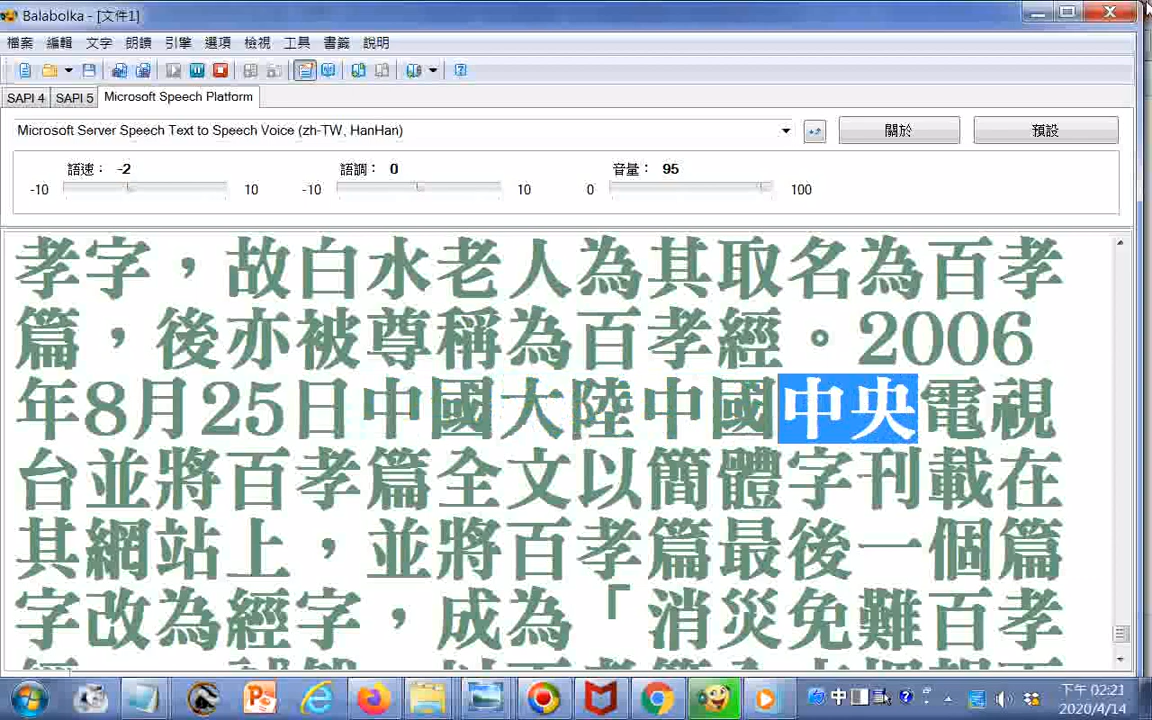 Balabolka - [文件1]
檔案 編輯 文字 朗讀 引擎 選項 檢視 工具 書籤 說明
SAPI 4 SAPI 5 Microsoft Speech Platform
Microsoft Server Speech Text to Speech Voice (zh-TW, HanHan) 關於 預設
語速： -2 語調： 0 音量： 95
-10 10 -10 10 0 100
孝字，故白水老人為其取名為百孝
篇，後亦被尊稱為百孝經。2006
年8月25日中國大陸中國中央電視
台並將百孝篇全文以簡體字刊載在
其網站上，並將百孝篇最後一個篇
字改為經字，成為「消災免難百孝
中
下午 02:21
2020/4/14